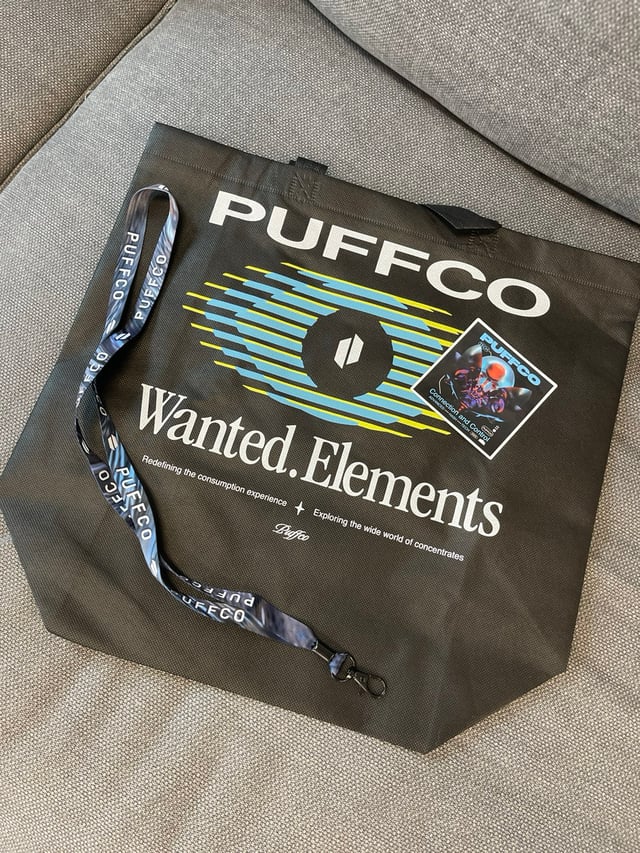 PUFFCO
Wanted. Elements
Redefining the consumption experience
Exploring the wide world of concentrates
Puffco
PUFFCO
Connection and Control
PUFFCO
PUFFCO
PUFFCO
PUFFCO